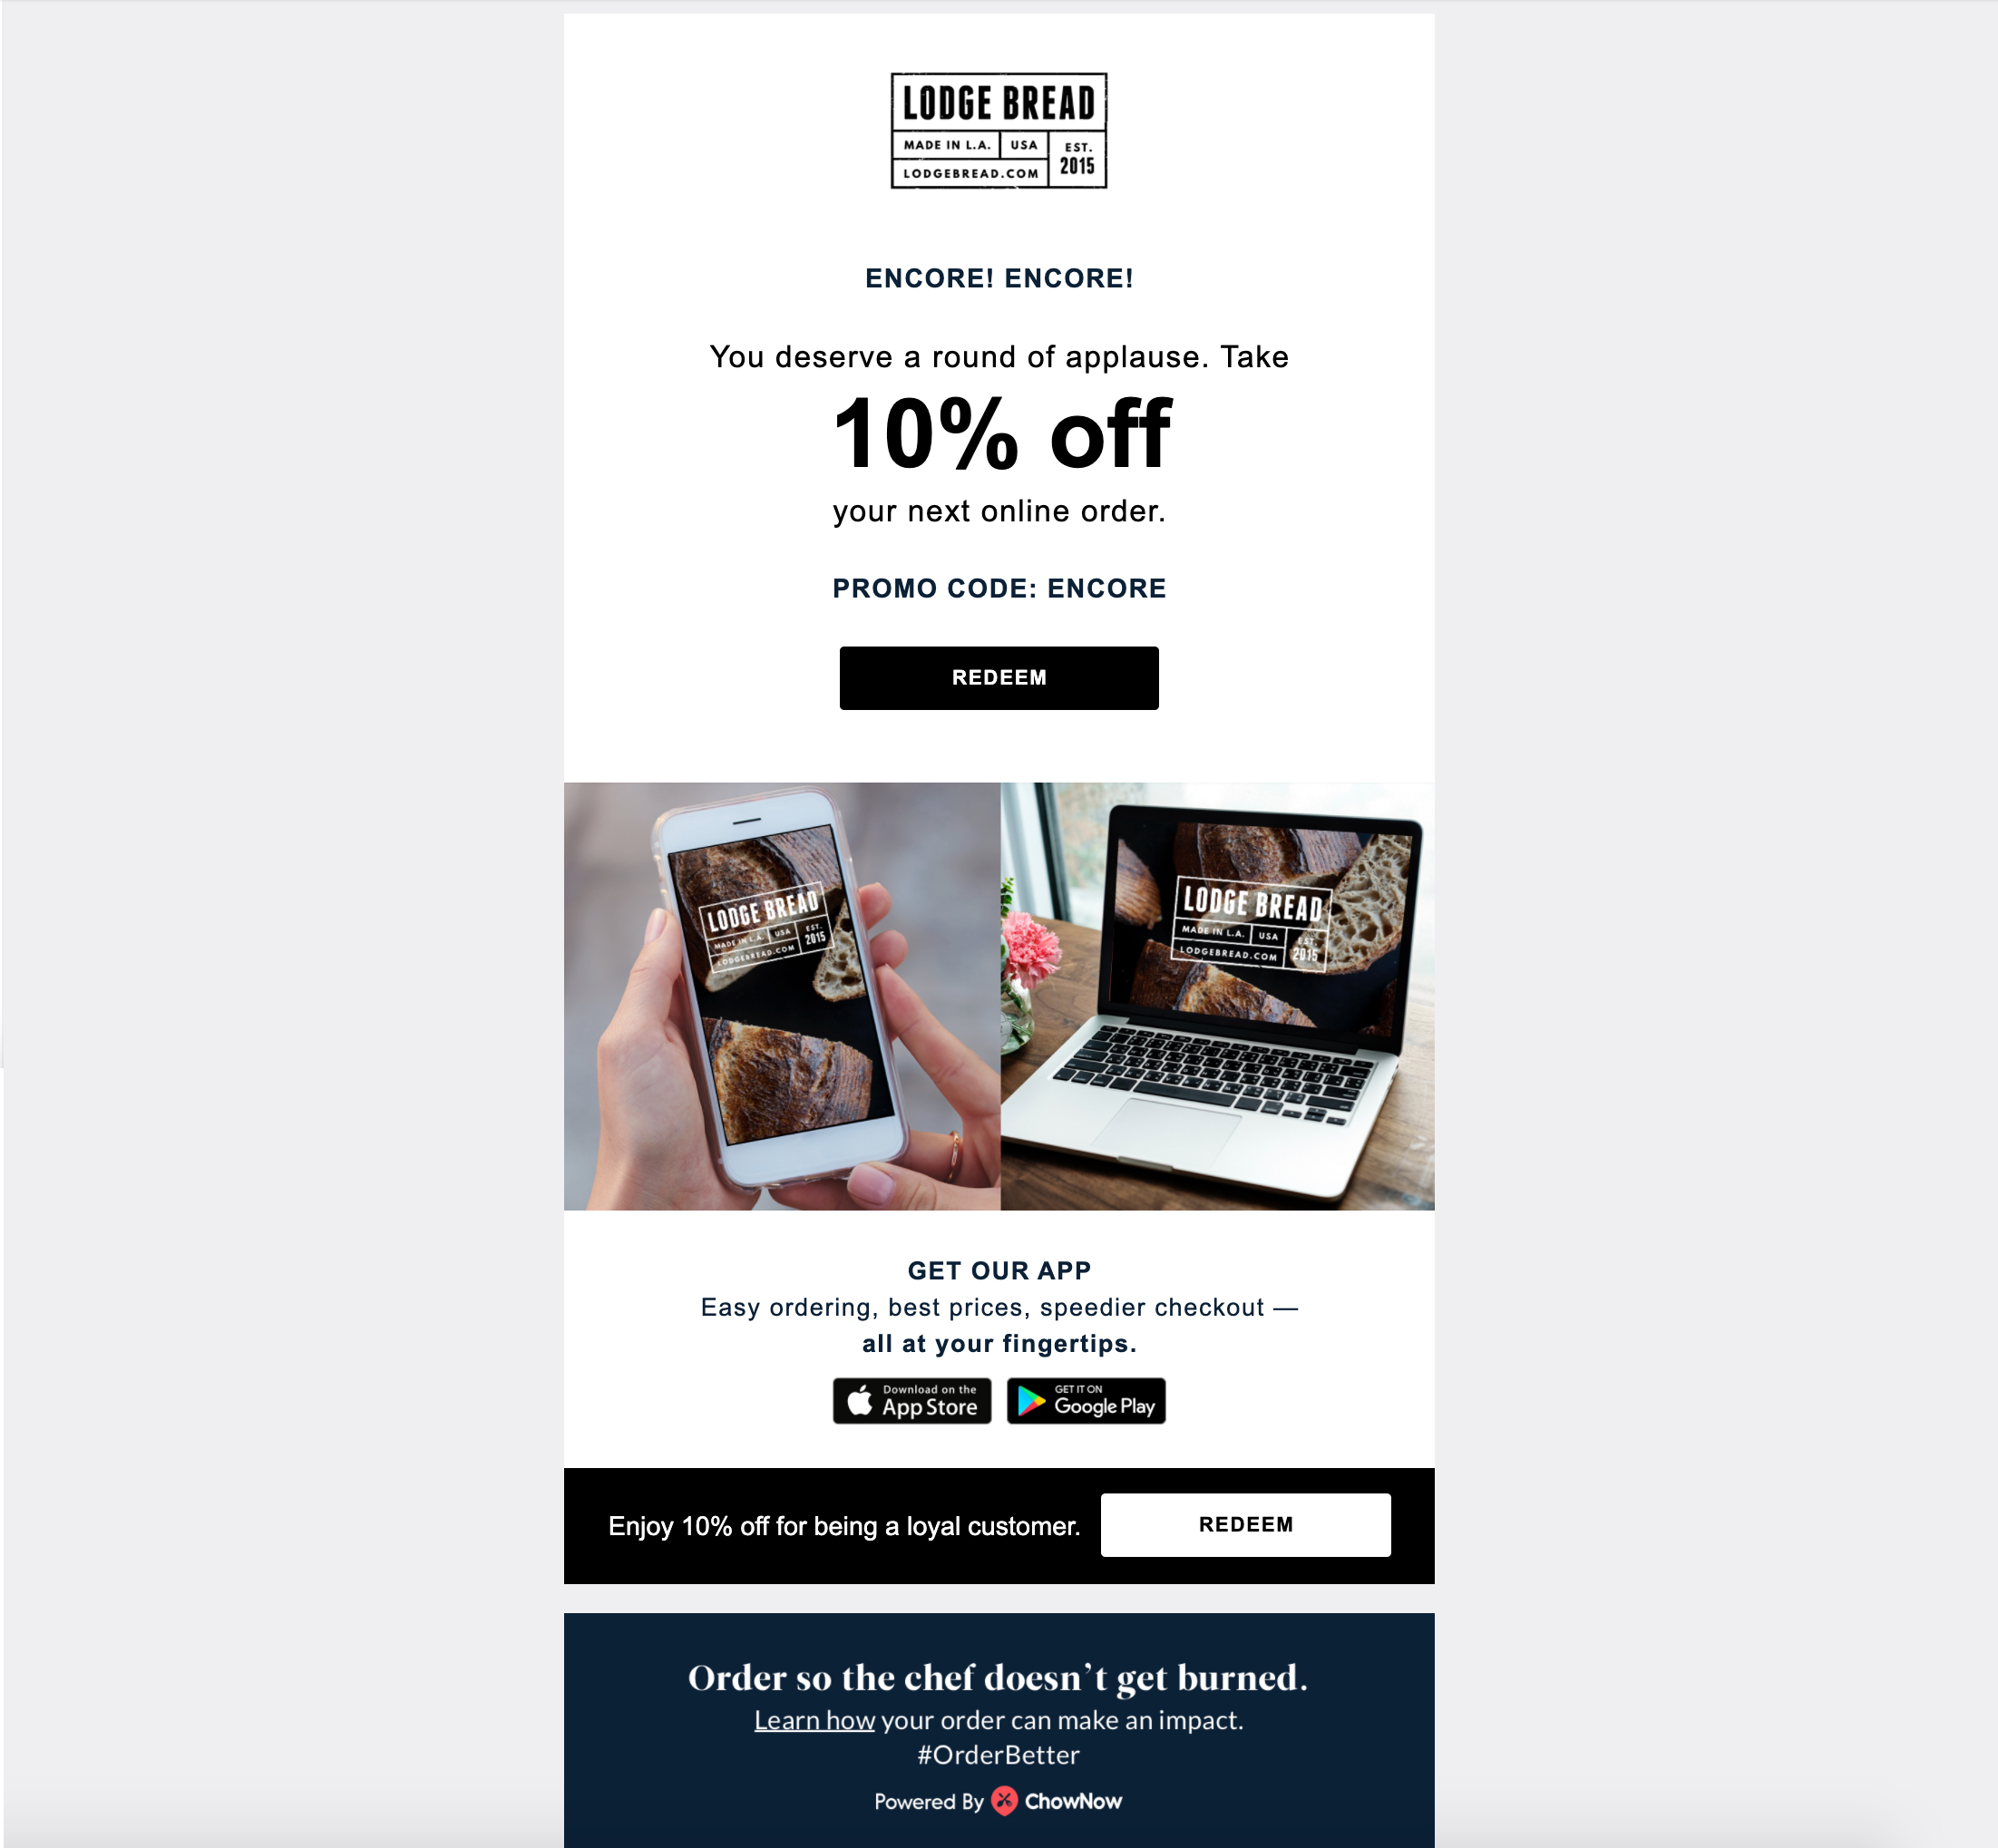 LODGE BREAD
MADE IN L.A. USA EST. 2015
LODGEBREAD.COM
ENCORE! ENCORE!
You deserve a round of applause. Take
10% off
your next online order.
PROMO CODE: ENCORE
REDEEM
LODGE BREAD
MADE IN L.A. USA EST. 2015
LODGEBREAD.COM
LODGE BREAD
MADE IN L.A. USA EST. 2015
LODGEBREAD.COM
GET OUR APP
Easy ordering, best prices, speedier checkout —
all at your fingertips.
Download on the
App Store
GET IT ON
Google Play
Enjoy 10% off for being a loyal customer.
REDEEM
Order so the chef doesn’t get burned.
Learn how your order can make an impact.
#OrderBetter
Powered By ChowNow